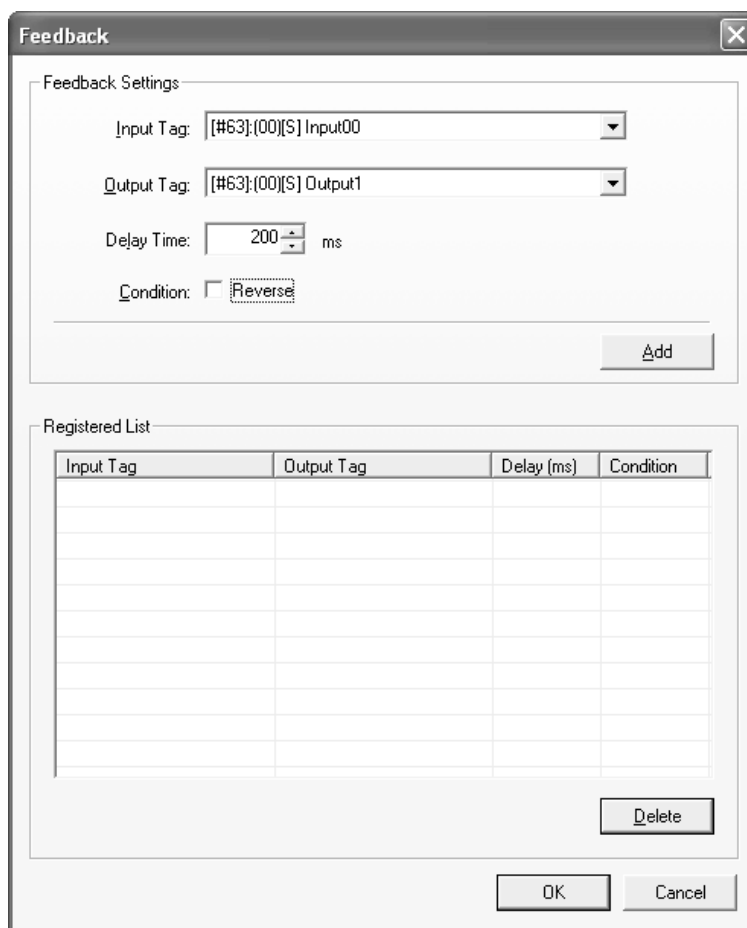 Feedback
Feedback Settings
Input Tag: [#63]:(00)[S] Input00
Output Tag: [#63]:(00)[S] Output1
Delay Time: 200 ms
Condition: Reverse
Add
Registered List
Input Tag Output Tag Delay (ms) Condition
Delete
OK Cancel